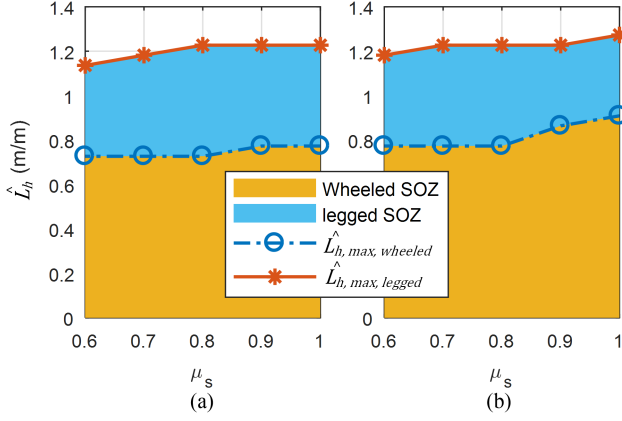 1.4
1.2
1
0.8
0.6
0.4
0.2
0
L̂h (m/m)
0.6 0.7 0.8 0.9 1
μs
(a)
1.4
1.2
1
0.8
0.6
0.4
0.2
0
0.6 0.7 0.8 0.9 1
μs
(b)
Wheeled SOZ
legged SOZ
L̂h, max, wheeled
L̂h, max, legged